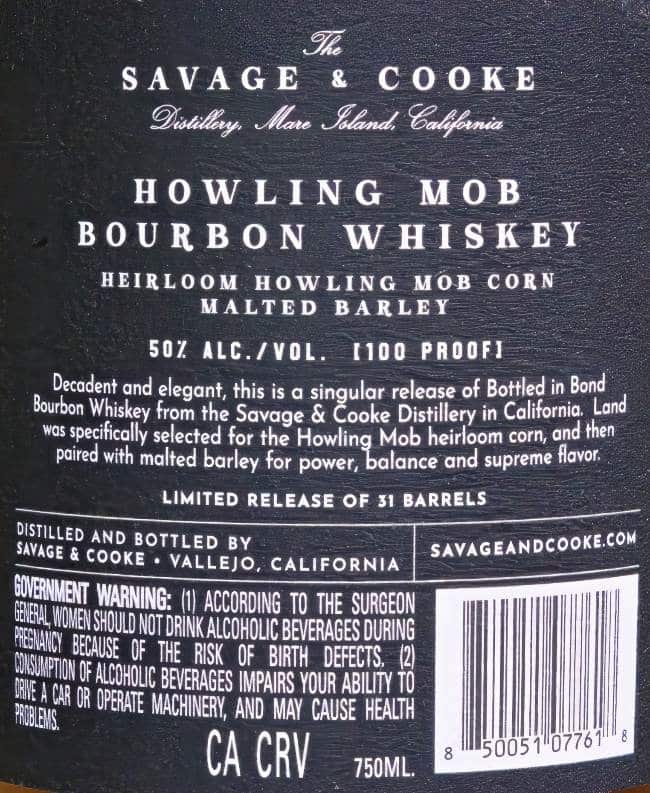 The
SAVAGE & COOKE
Distillery, Mare Island, California
HOWLING MOB
BOURBON WHISKEY
HEIRLOOM HOWLING MOB CORN
MALTED BARLEY
50% ALC./VOL. [100 PROOF]
Decadent and elegant, this is a singular release of Bottled in Bond
Bourbon Whiskey from the Savage & Cooke Distillery in California. Land
was specifically selected for the Howling Mob heirloom corn, and then
paired with malted barley for power, balance and supreme flavor.
LIMITED RELEASE OF 31 BARRELS
DISTILLED AND BOTTLED BY
SAVAGE & COOKE • VALLEJO, CALIFORNIA
SAVAGEANDCOOKE.COM
GOVERNMENT WARNING: (1) ACCORDING TO THE SURGEON
GENERAL, WOMEN SHOULD NOT DRINK ALCOHOLIC BEVERAGES DURING
PREGNANCY BECAUSE OF THE RISK OF BIRTH DEFECTS. (2)
CONSUMPTION OF ALCOHOLIC BEVERAGES IMPAIRS YOUR ABILITY TO
DRIVE A CAR OR OPERATE MACHINERY, AND MAY CAUSE HEALTH
PROBLEMS.
CA CRV 750ML.
8 50051 07761 8